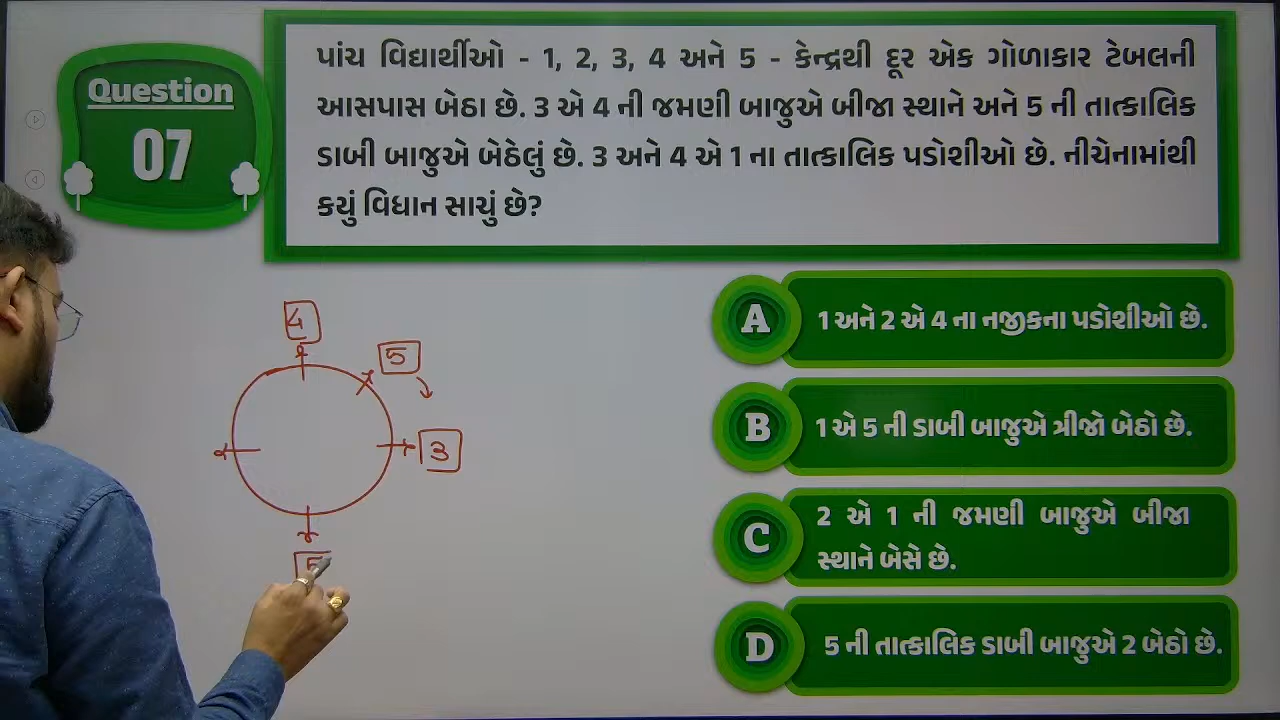 Question
07
પાંચ વિદ્યાર્થીઓ - 1, 2, 3, 4 અને 5 - કેન્દ્રથી દૂર એક ગોળાકાર ટેબલની
આસપાસ બેઠા છે. 3 એ 4 ની જમણી બાજુએ બીજા સ્થાને અને 5 ની તાત્કાલિક
ડાબી બાજુએ બેઠેલું છે. 3 અને 4 એ 1 ના તાત્કાલિક પડોશીઓ છે. નીચેનામાંથી
કયું વિધાન સાચું છે?
4
5
3
5
A
1 અને 2 એ 4 ના નજીકના પડોશીઓ છે.
B
1 એ 5 ની ડાબી બાજુએ ત્રીજો બેઠો છે.
C
2 એ 1 ની જમણી બાજુએ બીજા
સ્થાને બેસે છે.
D
5 ની તાત્કાલિક ડાબી બાજુએ 2 બેઠો છે.